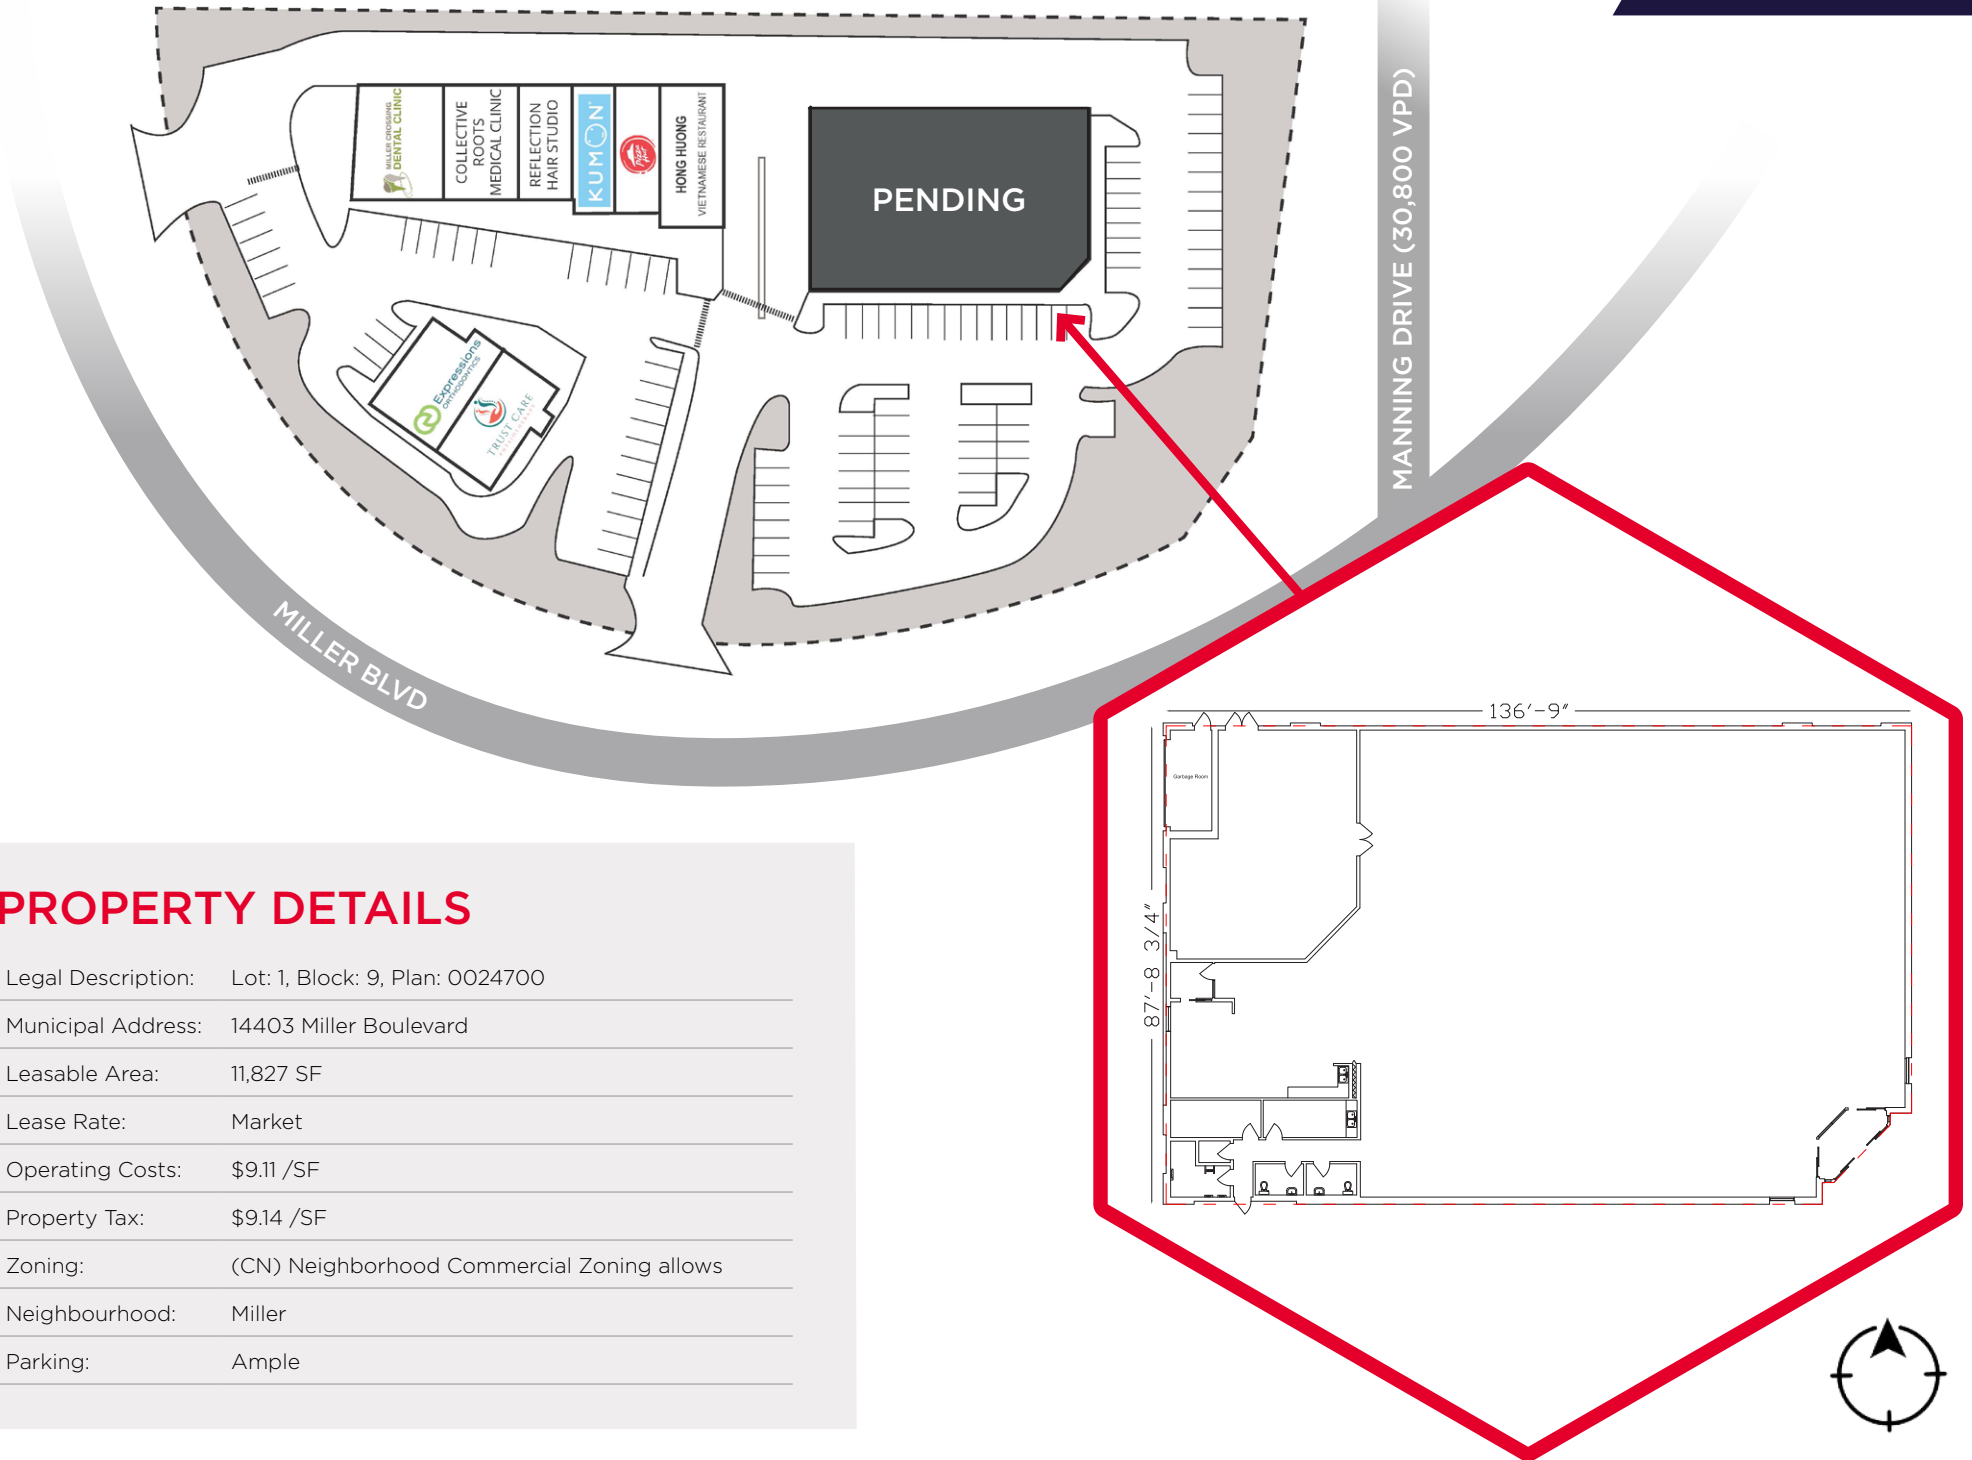 MILLER CROSSING
DENTAL CLINIC
COLLECTIVE
ROOTS
MEDICAL CLINIC
REFLECTION
HAIR STUDIO
KUMON
Pizza
Hut
HONG HUONG
VIETNAMESE RESTAURANT
PENDING
MANNING DRIVE (30,800 VPD)
Expressions
ORTHODONTICS
TRUST CARE
MILLER BLVD
136'-9"
Garbage Room
87'-8 3/4"
PROPERTY DETAILS
Legal Description: Lot: 1, Block: 9, Plan: 0024700
Municipal Address: 14403 Miller Boulevard
Leasable Area: 11,827 SF
Lease Rate: Market
Operating Costs: $9.11 /SF
Property Tax: $9.14 /SF
Zoning: (CN) Neighborhood Commercial Zoning allows
Neighbourhood: Miller
Parking: Ample